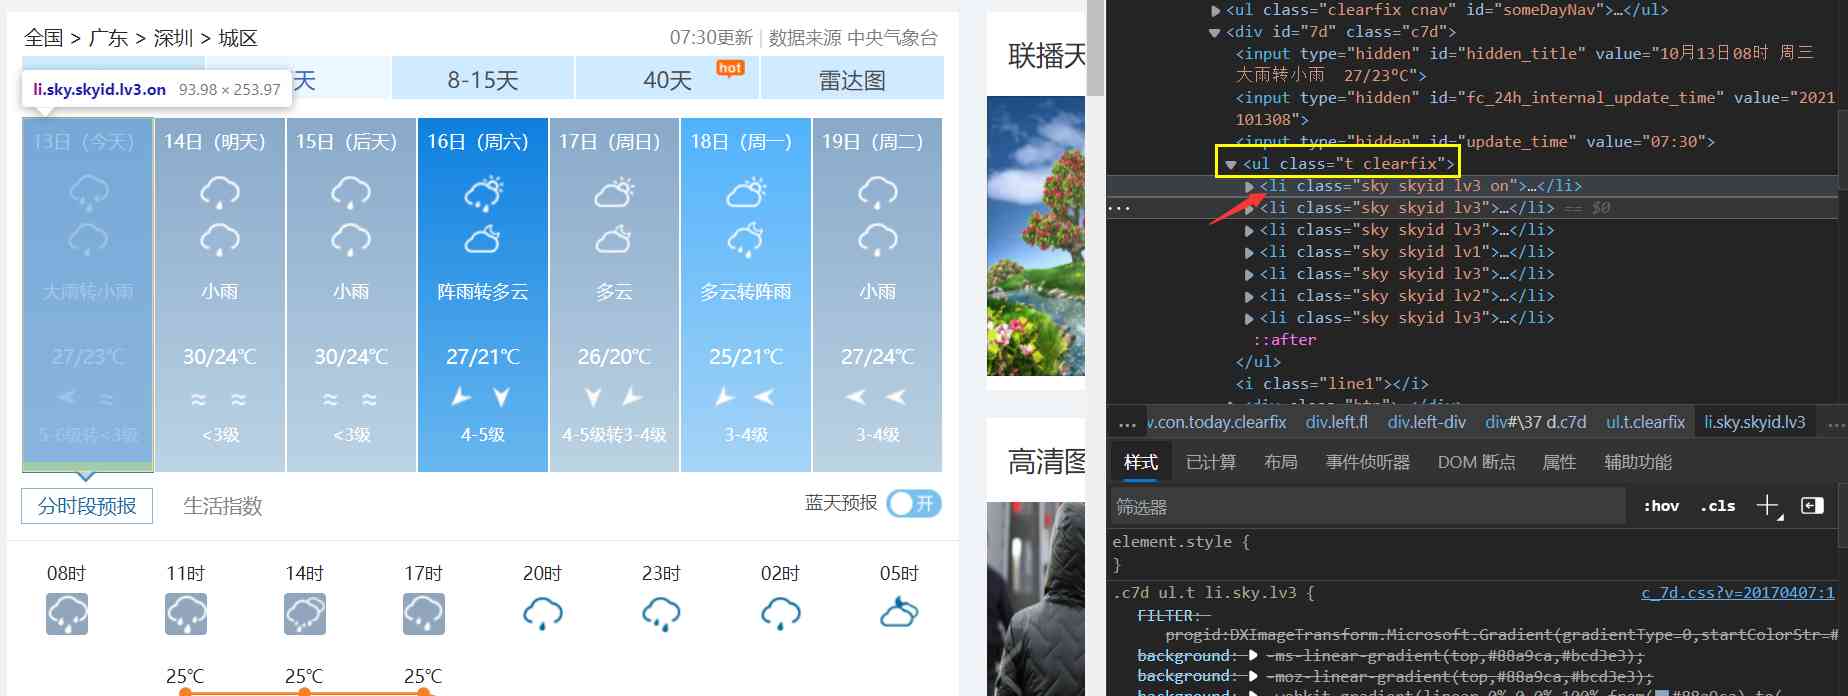 全国 > 广东 > 深圳 > 城区
07:30更新 | 数据来源 中央气象台
天
8-15天
40天
hot
雷达图
li.sky.skyid.lv3.on 93.98 × 253.97
13日（今天）
14日（明天）
15日（后天）
16日（周六）
17日（周日）
18日（周一）
19日（周二）
大雨转小雨
小雨
小雨
阵雨转多云
多云
多云转阵雨
小雨
27/23℃
30/24℃
30/24℃
27/21℃
26/20℃
25/21℃
27/24℃
5-6级转<3级
<3级
<3级
4-5级
4-5级转3-4级
3-4级
3-4级
分时段预报
生活指数
蓝天预报
开
08时
11时
14时
17时
20时
23时
02时
05时
25℃
25℃
25℃
联播天
高清图
<ul class="clearfix cnav" id="someDayNav">…</ul>
<div id="7d" class="c7d">
<input type="hidden" id="hidden_title" value="10月13日08时 周三
大雨转小雨 27/23°C">
<input type="hidden" id="fc_24h_internal_update_time" value="2021
101308">
<input type="hidden" id="update_time" value="07:30">
<ul class="t clearfix">
<li class="sky skyid lv3 on">…</li>
<li class="sky skyid lv3">…</li> == $0
<li class="sky skyid lv3">…</li>
<li class="sky skyid lv1">…</li>
<li class="sky skyid lv3">…</li>
<li class="sky skyid lv2">…</li>
<li class="sky skyid lv3">…</li>
::after
</ul>
<i class="line1"></i>
… v.con.today.clearfix div.left.fl div.left-div div#\37 d.c7d ul.t.clearfix li.sky.skyid.lv3 …
样式 已计算 布局 事件侦听器 DOM 断点 属性 辅助功能
筛选器
:hov .cls
element.style {
}
.c7d ul.t li.sky.lv3 {
c_7d.css?v=20170407:1
FILTER:
progid:DXImageTransform.Microsoft.Gradient(gradientType=0,startColorStr=#
background: -ms-linear-gradient(top,#88a9ca,#bcd3e3);
background: -moz-linear-gradient(top,#88a9ca,#bcd3e3);